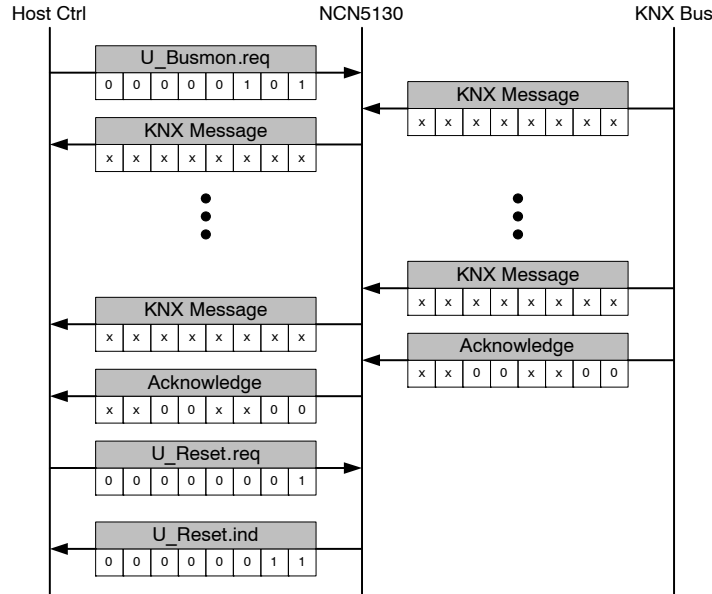 Host Ctrl NCN5130 KNX Bus
U_Busmon.req
0 0 0 0 0 1 0 1
KNX Message
x x x x x x x x
KNX Message
x x x x x x x x
KNX Message
x x x x x x x x
KNX Message
x x x x x x x x
Acknowledge
x x 0 0 x x 0 0
Acknowledge
x x 0 0 x x 0 0
U_Reset.req
0 0 0 0 0 0 0 1
U_Reset.ind
0 0 0 0 0 0 1 1